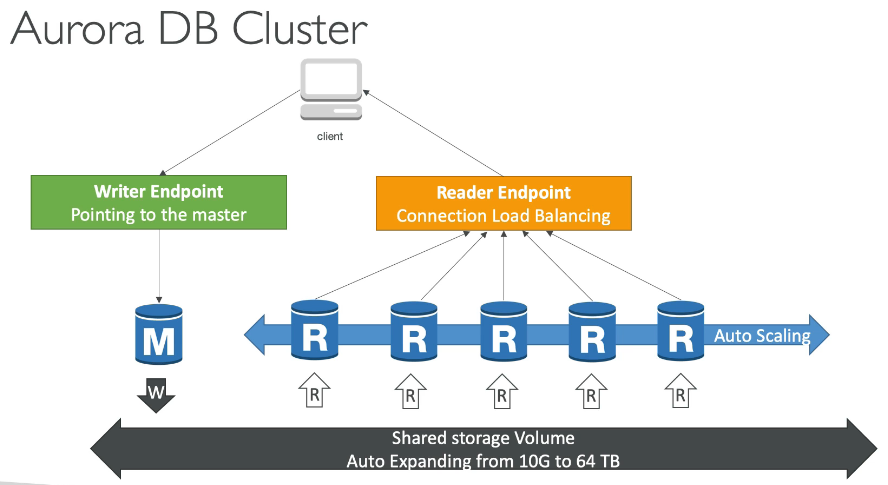 Aurora DB Cluster
client
Writer Endpoint
Pointing to the master
Reader Endpoint
Connection Load Balancing
M
R
R
R
R
R
Auto Scaling
W
R
R
R
R
R
Shared storage Volume
Auto Expanding from 10G to 64 TB